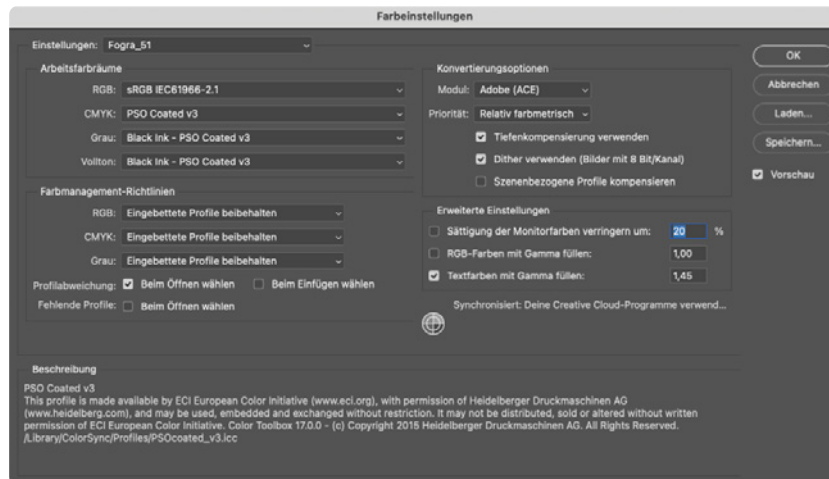 Farbeinstellungen
Einstellungen: Fogra_51
Arbeitsfarbräume
RGB: sRGB IEC61966-2.1
CMYK: PSO Coated v3
Grau: Black Ink - PSO Coated v3
Vollton: Black Ink - PSO Coated v3
Farbmanagement-Richtlinien
RGB: Eingebettete Profile beibehalten
CMYK: Eingebettete Profile beibehalten
Grau: Eingebettete Profile beibehalten
Profilabweichung: Beim Öffnen wählen Beim Einfügen wählen
Fehlende Profile: Beim Öffnen wählen
Konvertierungsoptionen
Modul: Adobe (ACE)
Priorität: Relativ farbmetrisch
Tiefenkompensierung verwenden
Dither verwenden (Bilder mit 8 Bit/Kanal)
Szenenbezogene Profile kompensieren
Erweiterte Einstellungen
Sättigung der Monitorfarben verringern um: 20 %
RGB-Farben mit Gamma füllen: 1,00
Textfarben mit Gamma füllen: 1,45
Synchronisiert: Deine Creative Cloud-Programme verwend...
OK
Abbrechen
Laden...
Speichern...
Vorschau
Beschreibung
PSO Coated v3
This profile is made available by ECI European Color Initiative (www.eci.org), with permission of Heidelberger Druckmaschinen AG
(www.heidelberg.com), and may be used, embedded and exchanged without restriction. It may not be distributed, sold or altered without written
permission of ECI European Color Initiative. Color Toolbox 17.0.0 - (c) Copyright 2015 Heidelberger Druckmaschinen AG. All Rights Reserved.
/Library/ColorSync/Profiles/PSOcoated_v3.icc